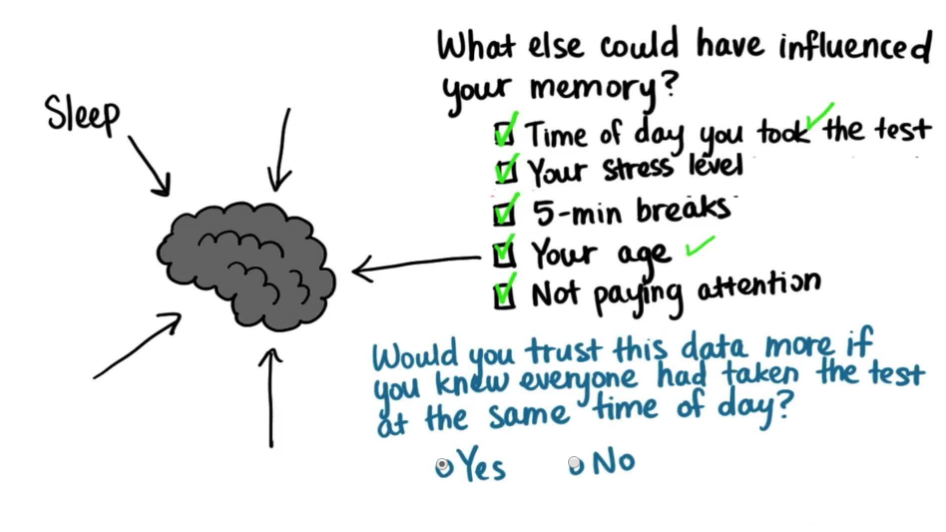 What else could have influenced
your memory?
Sleep
Time of day you took the test
Your stress level
5-min breaks
Your age
Not paying attention
Would you trust this data more if
you knew everyone had taken the test
at the same time of day?
Yes No